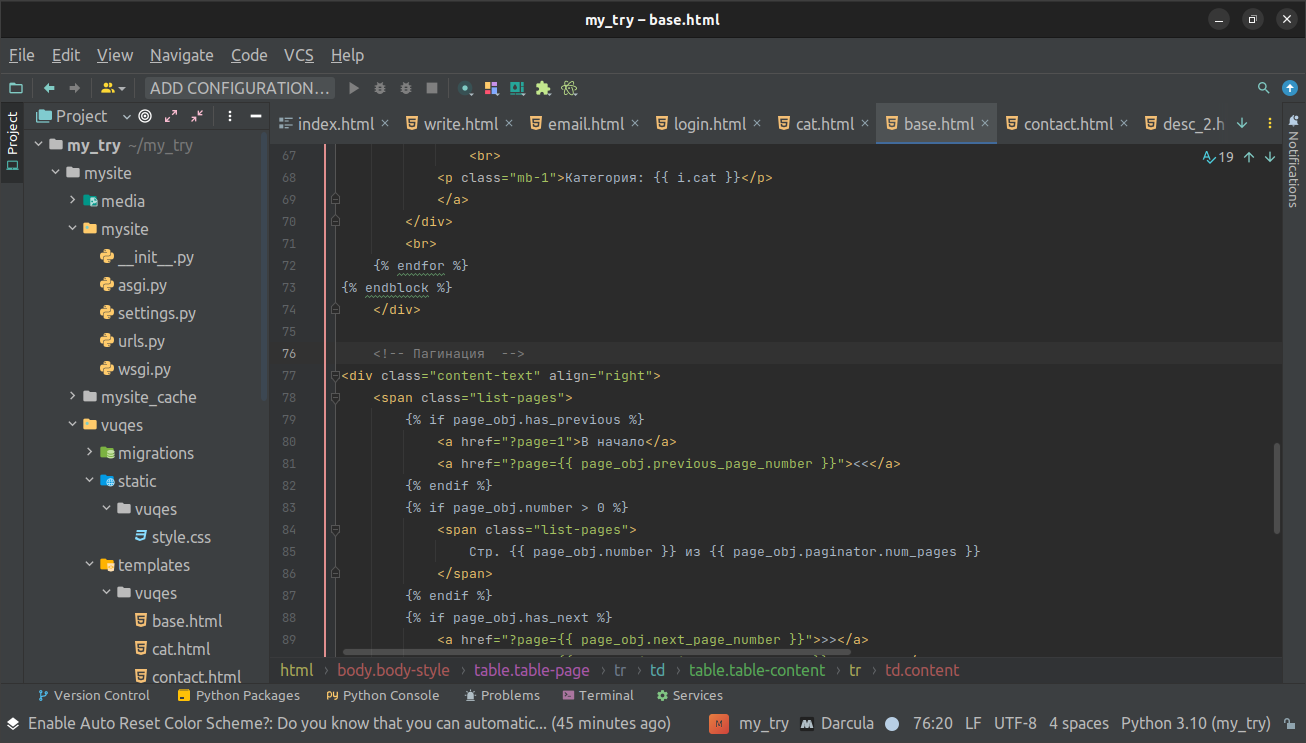 my_try – base.html
File Edit View Navigate Code VCS Help
ADD CONFIGURATION...
Project
Project
my_try ~/my_try
mysite
media
mysite
__init__.py
asgi.py
settings.py
urls.py
wsgi.py
mysite_cache
vuqes
migrations
static
vuqes
style.css
templates
vuqes
base.html
cat.html
contact.html
index.html write.html email.html login.html cat.html base.html contact.html desc_2.h
19
Notifications
67 <br>
68 <p class="mb-1">Категория: {{ i.cat }}</p>
69 </a>
70 </div>
71 <br>
72 {% endfor %}
73 {% endblock %}
74 </div>
75
76 <!-- Пагинация  -->
77 <div class="content-text" align="right">
78 <span class="list-pages">
79 {% if page_obj.has_previous %}
80 <a href="?page=1">В начало</a>
81 <a href="?page={{ page_obj.previous_page_number }}"><<</a>
82 {% endif %}
83 {% if page_obj.number > 0 %}
84 <span class="list-pages">
85 Стр. {{ page_obj.number }} из {{ page_obj.paginator.num_pages }}
86 </span>
87 {% endif %}
88 {% if page_obj.has_next %}
89 <a href="?page={{ page_obj.next_page_number }}">>></a>
html › body.body-style › table.table-page › tr › td › table.table-content › tr › td.content
Version Control Python Packages Python Console Problems Terminal Services
Enable Auto Reset Color Scheme?: Do you know that you can automatic... (45 minutes ago) M my_try Darcula 76:20 LF UTF-8 4 spaces Python 3.10 (my_try)